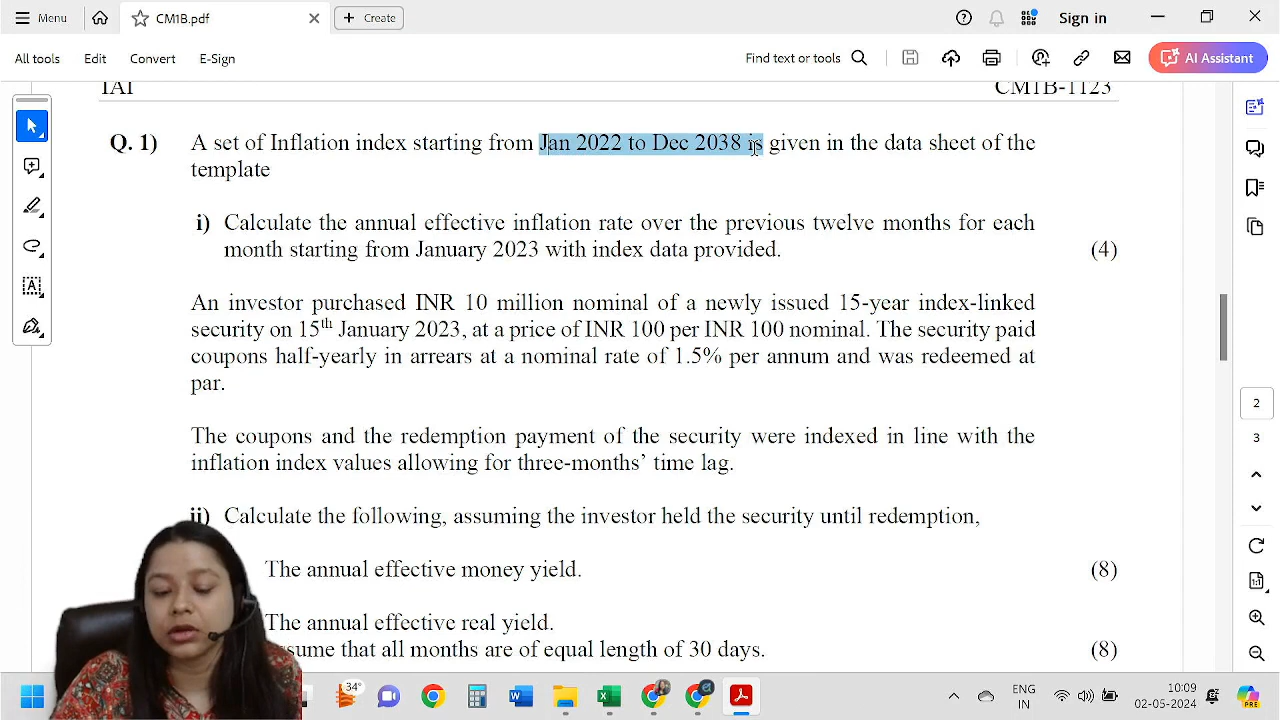 Menu
CM1B.pdf
Create
Sign in
All tools
Edit
Convert
E-Sign
Find text or tools
AI Assistant
IAI
CM1B-1123
Q. 1) A set of Inflation index starting from Jan 2022 to Dec 2038 is given in the data sheet of the
template
i) Calculate the annual effective inflation rate over the previous twelve months for each
month starting from January 2023 with index data provided. (4)
An investor purchased INR 10 million nominal of a newly issued 15-year index-linked
security on 15th January 2023, at a price of INR 100 per INR 100 nominal. The security paid
coupons half-yearly in arrears at a nominal rate of 1.5% per annum and was redeemed at
par.
The coupons and the redemption payment of the security were indexed in line with the
inflation index values allowing for three-months' time lag.
ii) Calculate the following, assuming the investor held the security until redemption,
The annual effective money yield. (8)
The annual effective real yield.
ssume that all months are of equal length of 30 days. (8)
2
3
1:1
34°
ENG
IN
10:09
02-05-2024
PRE